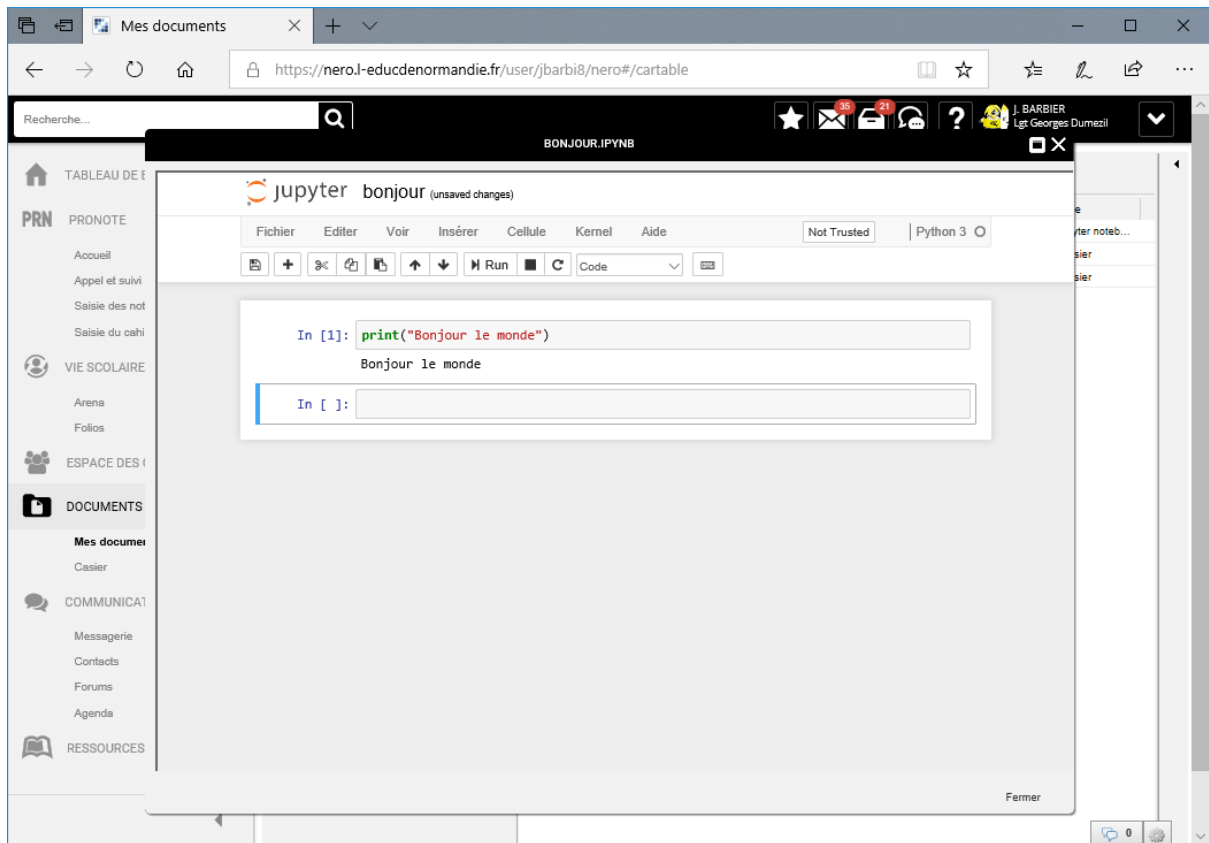 Mes documents
https://nero.l-educdenormandie.fr/user/jbarbi8/nero#/cartable
Recherche...
35
21
?
J. BARBIER
Lgt Georges Dumezil
BONJOUR.IPYNB
TABLEAU DE
PRN PRONOTE
Accueil
Appel et suivi
Saisie des not
Saisie du cahi
VIE SCOLAIRE
Arena
Folios
ESPACE DES
DOCUMENTS
Mes documen
Casier
COMMUNICAT
Messagerie
Contacts
Forums
Agenda
RESSOURCES
jupyter bonjour (unsaved changes)
Fichier Editer Voir Insérer Cellule Kernel Aide Not Trusted Python 3
Run Code
In [1]: print("Bonjour le monde")
Bonjour le monde
In [ ]:
e
yter noteb...
sier
sier
Fermer
0